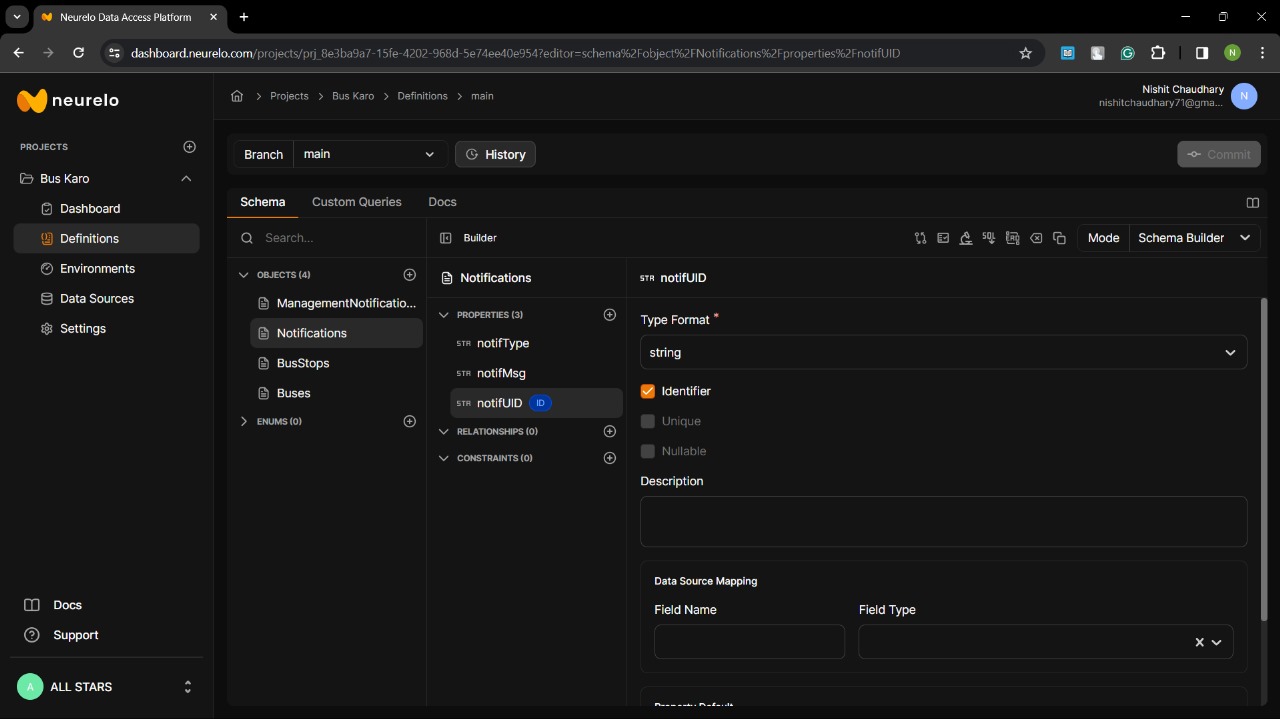 Neurelo Data Access Platform
dashboard.neurelo.com/projects/prj_8e3ba9a7-15fe-4202-968d-5e74ee40e954?editor=schema%2Fobject%2FNotifications%2Fproperties%2FnotifUID
N
neurelo
Projects > Bus Karo > Definitions > main
Nishit Chaudhary
nishitchaudhary71@gma...
N
PROJECTS
Bus Karo
Dashboard
Definitions
Environments
Data Sources
Settings
Docs
Support
A ALL STARS
Branch main History Commit
Schema Custom Queries Docs
Search...
OBJECTS (4)
ManagementNotificatio...
Notifications
BusStops
Buses
ENUMS (0)
Builder
SQL
Mode Schema Builder
Notifications
PROPERTIES (3)
STR notifType
STR notifMsg
STR notifUID ID
RELATIONSHIPS (0)
CONSTRAINTS (0)
STR notifUID
Type Format *
string
Identifier
Unique
Nullable
Description
Data Source Mapping
Field Name Field Type
Property Default